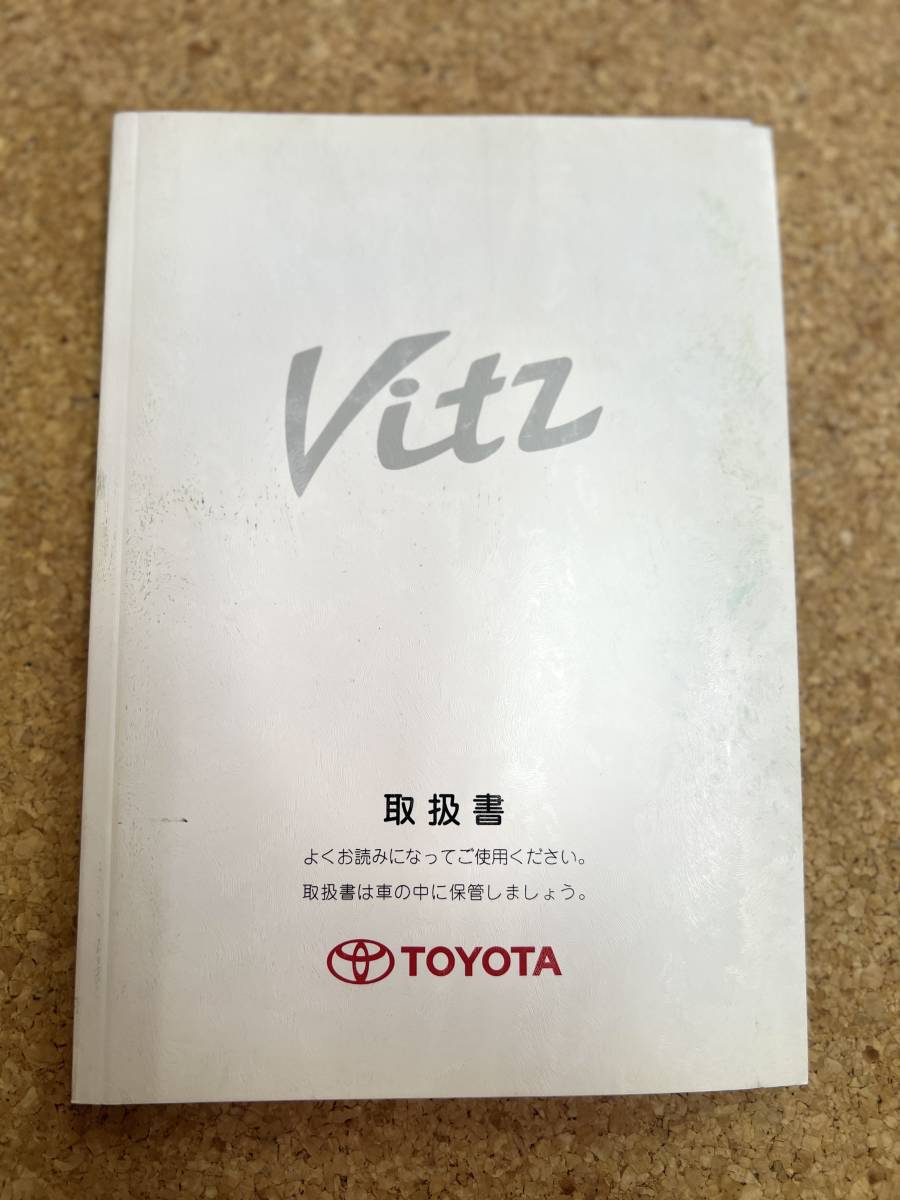 Vitz
取扱書
よくお読みになってご使用ください。
取扱書は車の中に保管しましょう。
TOYOTA